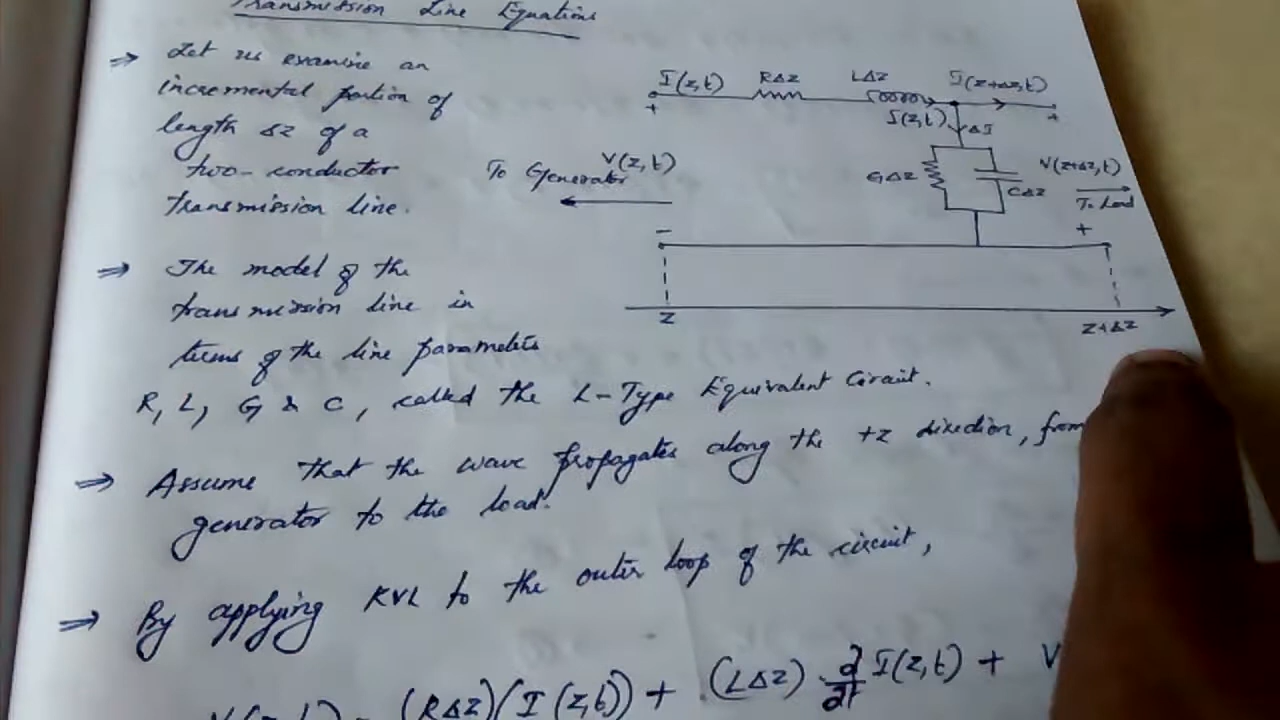 Transmission Line Equations
⇒ Let us examine an
incremental portion of
length Δz of a
two-conductor
transmission line.
⇒ The model of the
transmission line in
terms of the line parameters
R, L, G & C, called the L-Type Equivalent Circuit.
⇒ Assume that the wave propagates along the +z direction, from
generator to the load.
⇒ By applying KVL to the outer loop of the circuit,
(RΔz)(I(z,t)) + (LΔz) ∂/∂t I(z,t) + V
I(z,t) RΔz LΔz I(z+Δz,t)
+ +
I(z,t) ΔI
To Generator V(z,t)
GΔz CΔz
V(z+Δz,t)
To Load
- +
z z+Δz